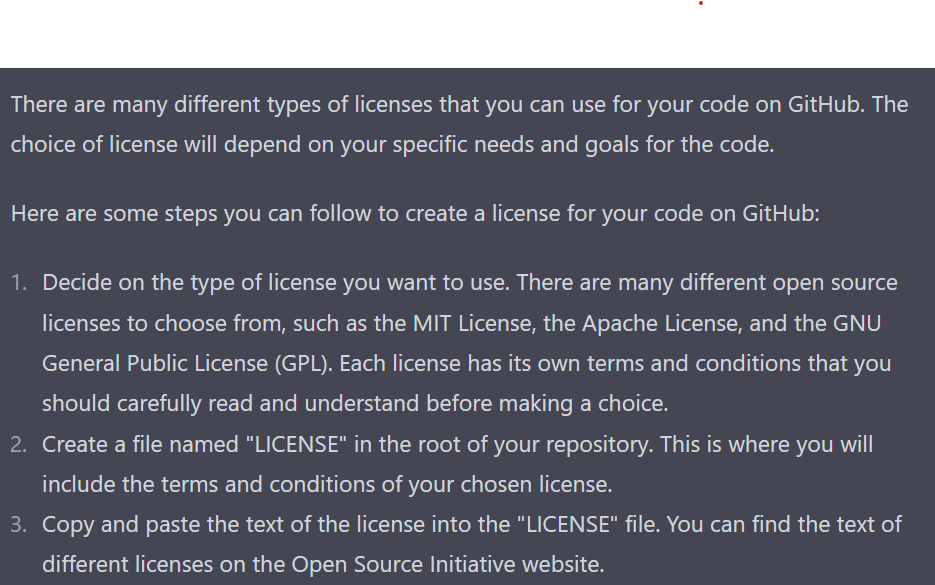 There are many different types of licenses that you can use for your code on GitHub. The
choice of license will depend on your specific needs and goals for the code.
Here are some steps you can follow to create a license for your code on GitHub:
1. Decide on the type of license you want to use. There are many different open source
licenses to choose from, such as the MIT License, the Apache License, and the GNU
General Public License (GPL). Each license has its own terms and conditions that you
should carefully read and understand before making a choice.
2. Create a file named "LICENSE" in the root of your repository. This is where you will
include the terms and conditions of your chosen license.
3. Copy and paste the text of the license into the "LICENSE" file. You can find the text of
different licenses on the Open Source Initiative website.